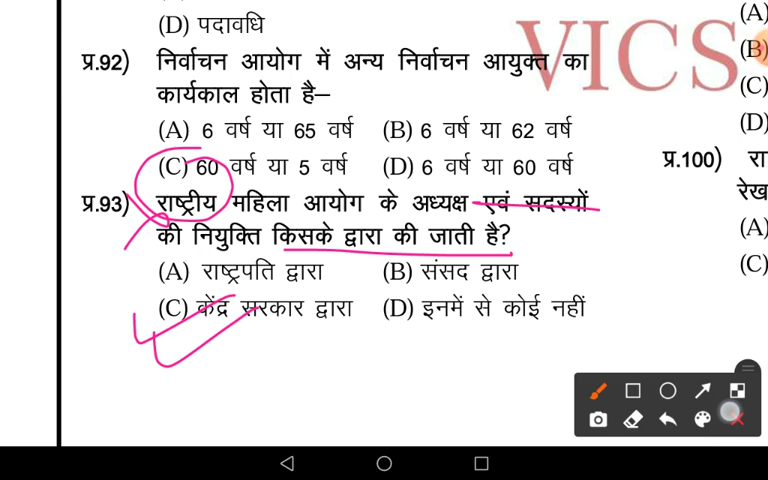 (D) पदावधि
प्र.92) निर्वाचन आयोग में अन्य निर्वाचन आयुक्त का
कार्यकाल होता है–
(A) 6 वर्ष या 65 वर्ष (B) 6 वर्ष या 62 वर्ष
(C) 60 वर्ष या 5 वर्ष (D) 6 वर्ष या 60 वर्ष
प्र.93) राष्ट्रीय महिला आयोग के अध्यक्ष एवं सदस्यों
की नियुक्ति किसके द्वारा की जाती है?
(A) राष्ट्रपति द्वारा (B) संसद द्वारा
(C) केंद्र सरकार द्वारा (D) इनमें से कोई नहीं
VICS
(A)
(B)
(C)
(D)
प्र.100) रा
रेख
(A)
(C)